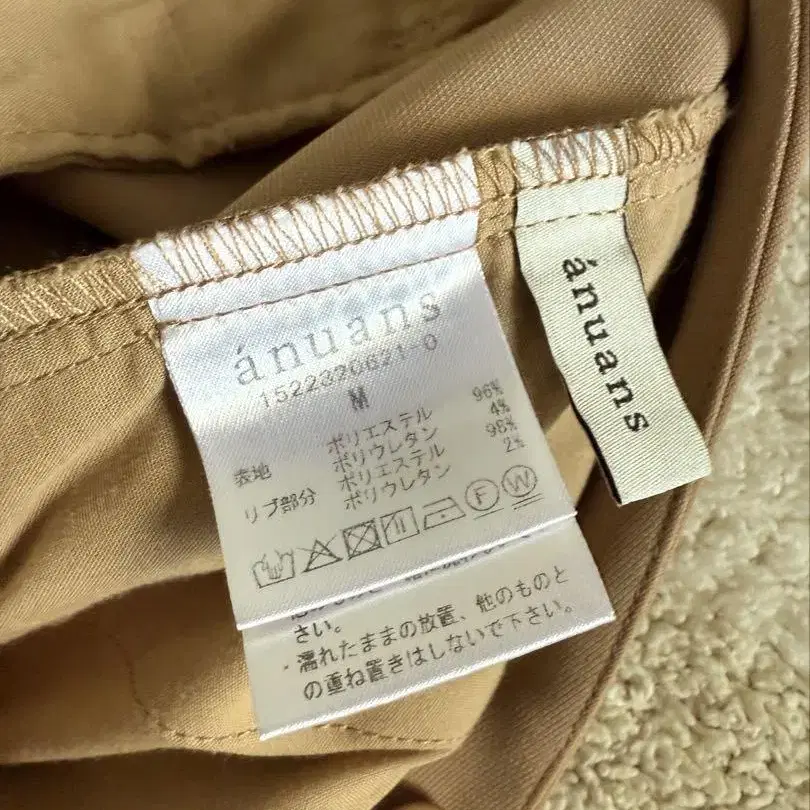 ánuans
1522320621-0
M
表地 ポリエステル 96%
ポリウレタン 4%
リブ部分 ポリエステル 98%
ポリウレタン 2%
F W
さい。
・濡れたままの放置、他のものと
の重ね置きはしないで下さい。
ánuans